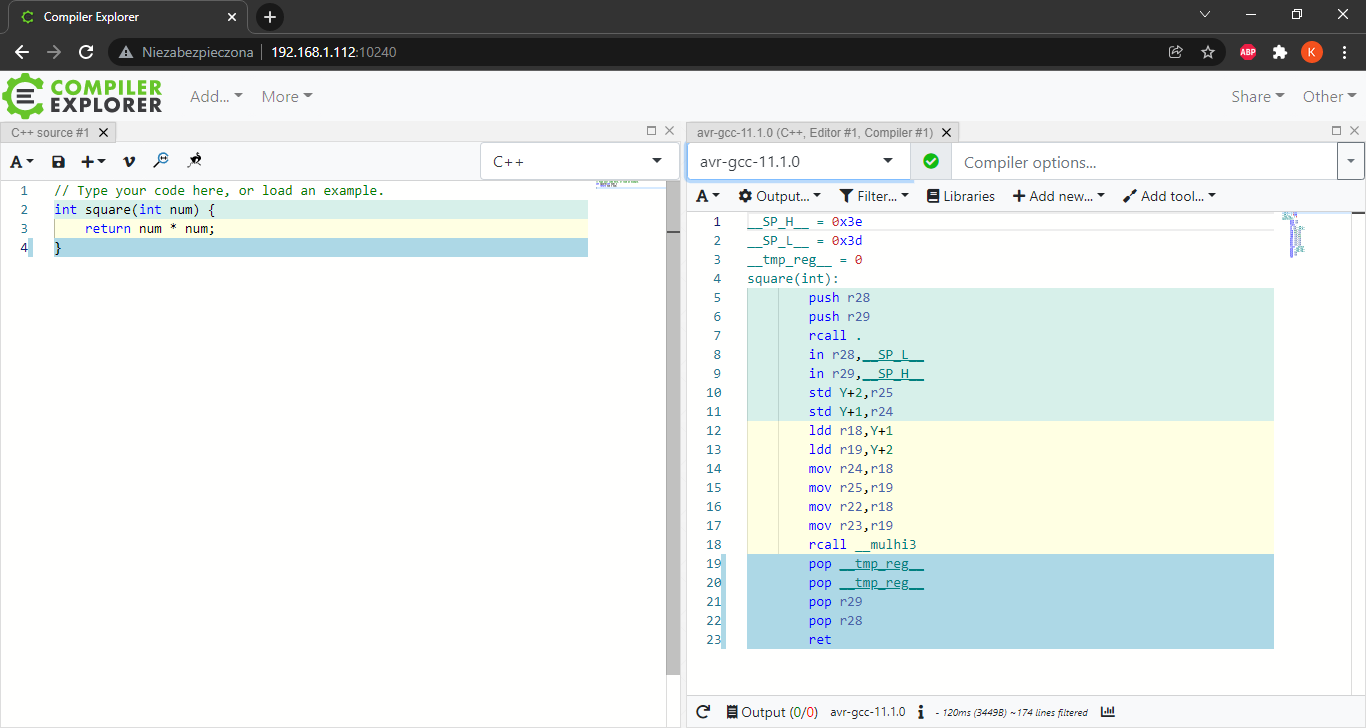 Compiler Explorer
Niezabezpieczona 192.168.1.112:10240
ABP
K
COMPILER EXPLORER
Add...
More
Share
Other
C++ source #1
A
C++
1 // Type your code here, or load an example.
2 int square(int num) {
3 return num * num;
4 }
avr-gcc-11.1.0 (C++, Editor #1, Compiler #1)
avr-gcc-11.1.0
Compiler options...
A Output... Filter... Libraries Add new... Add tool...
1 __SP_H__ = 0x3e
2 __SP_L__ = 0x3d
3 __tmp_reg__ = 0
4 square(int):
5 push r28
6 push r29
7 rcall .
8 in r28,__SP_L__
9 in r29,__SP_H__
10 std Y+2,r25
11 std Y+1,r24
12 ldd r18,Y+1
13 ldd r19,Y+2
14 mov r24,r18
15 mov r25,r19
16 mov r22,r18
17 mov r23,r19
18 rcall __mulhi3
19 pop __tmp_reg__
20 pop __tmp_reg__
21 pop r29
22 pop r28
23 ret
Output (0/0) avr-gcc-11.1.0 i - 120ms (3449B) ~174 lines filtered